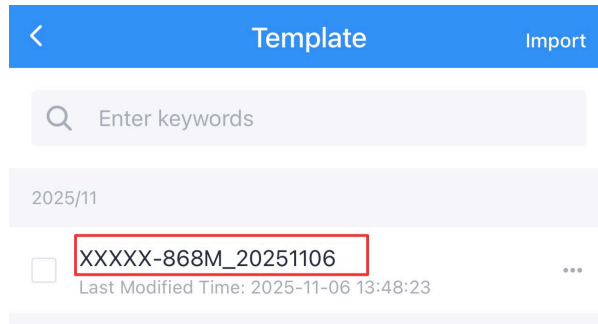 Template
Import
Enter keywords
2025/11
XXXXX-868M_20251106
Last Modified Time: 2025-11-06 13:48:23